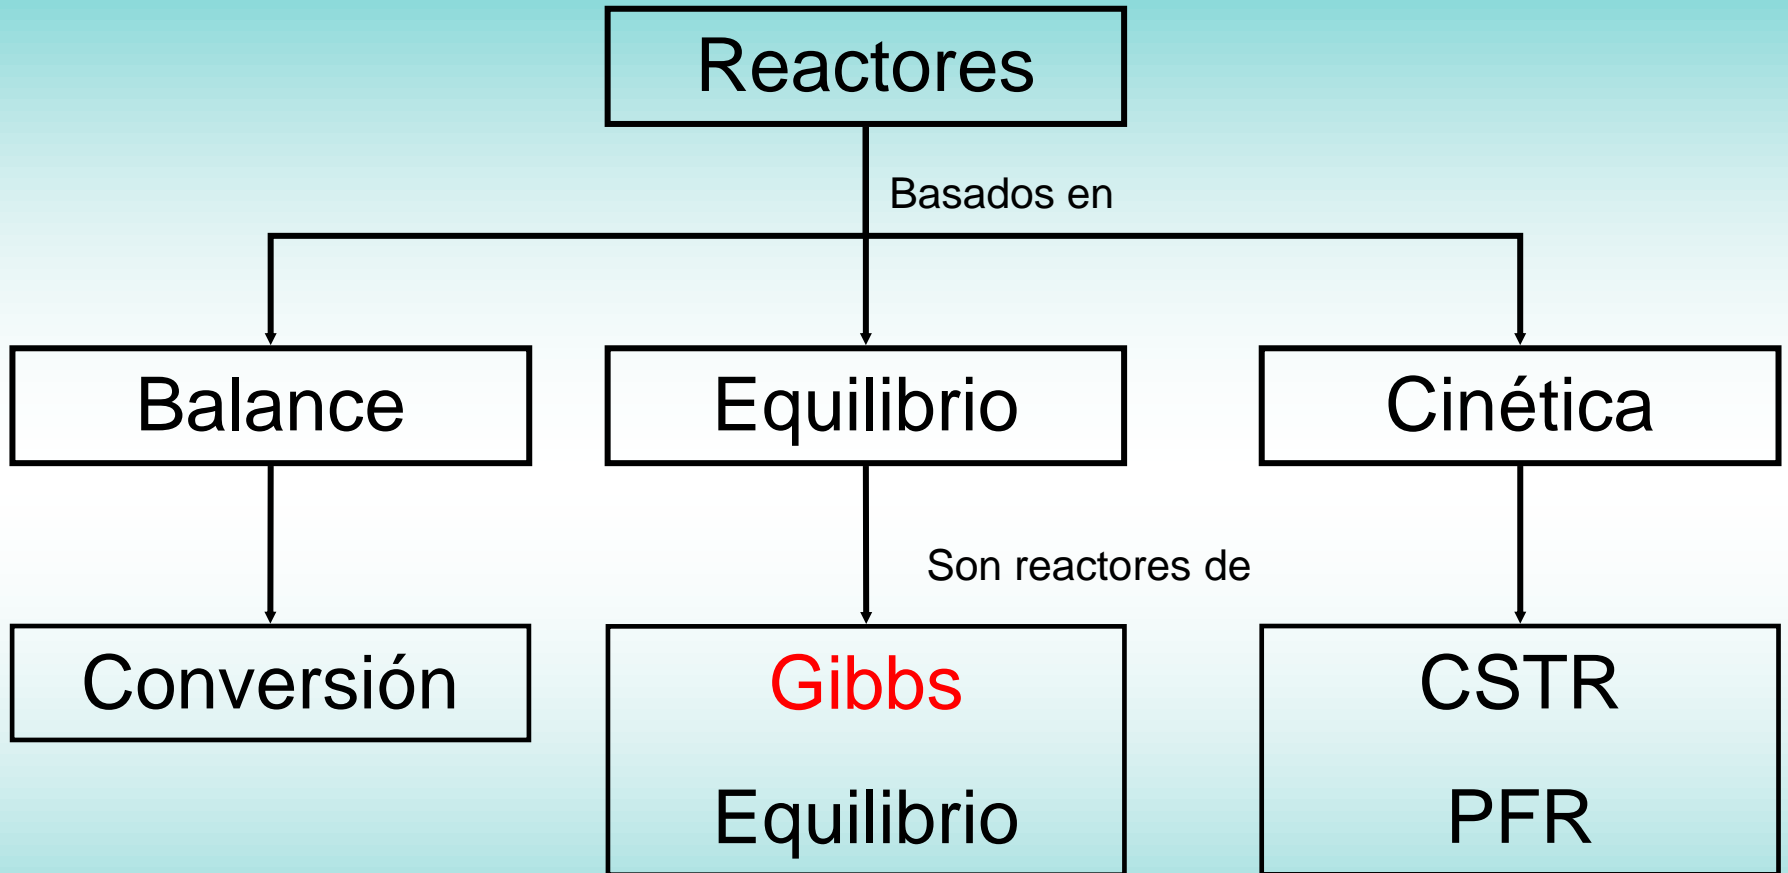 Reactores
Basados en
Balance
Equilibrio
Cinética
Son reactores de
Conversión
Gibbs
Equilibrio
CSTR
PFR